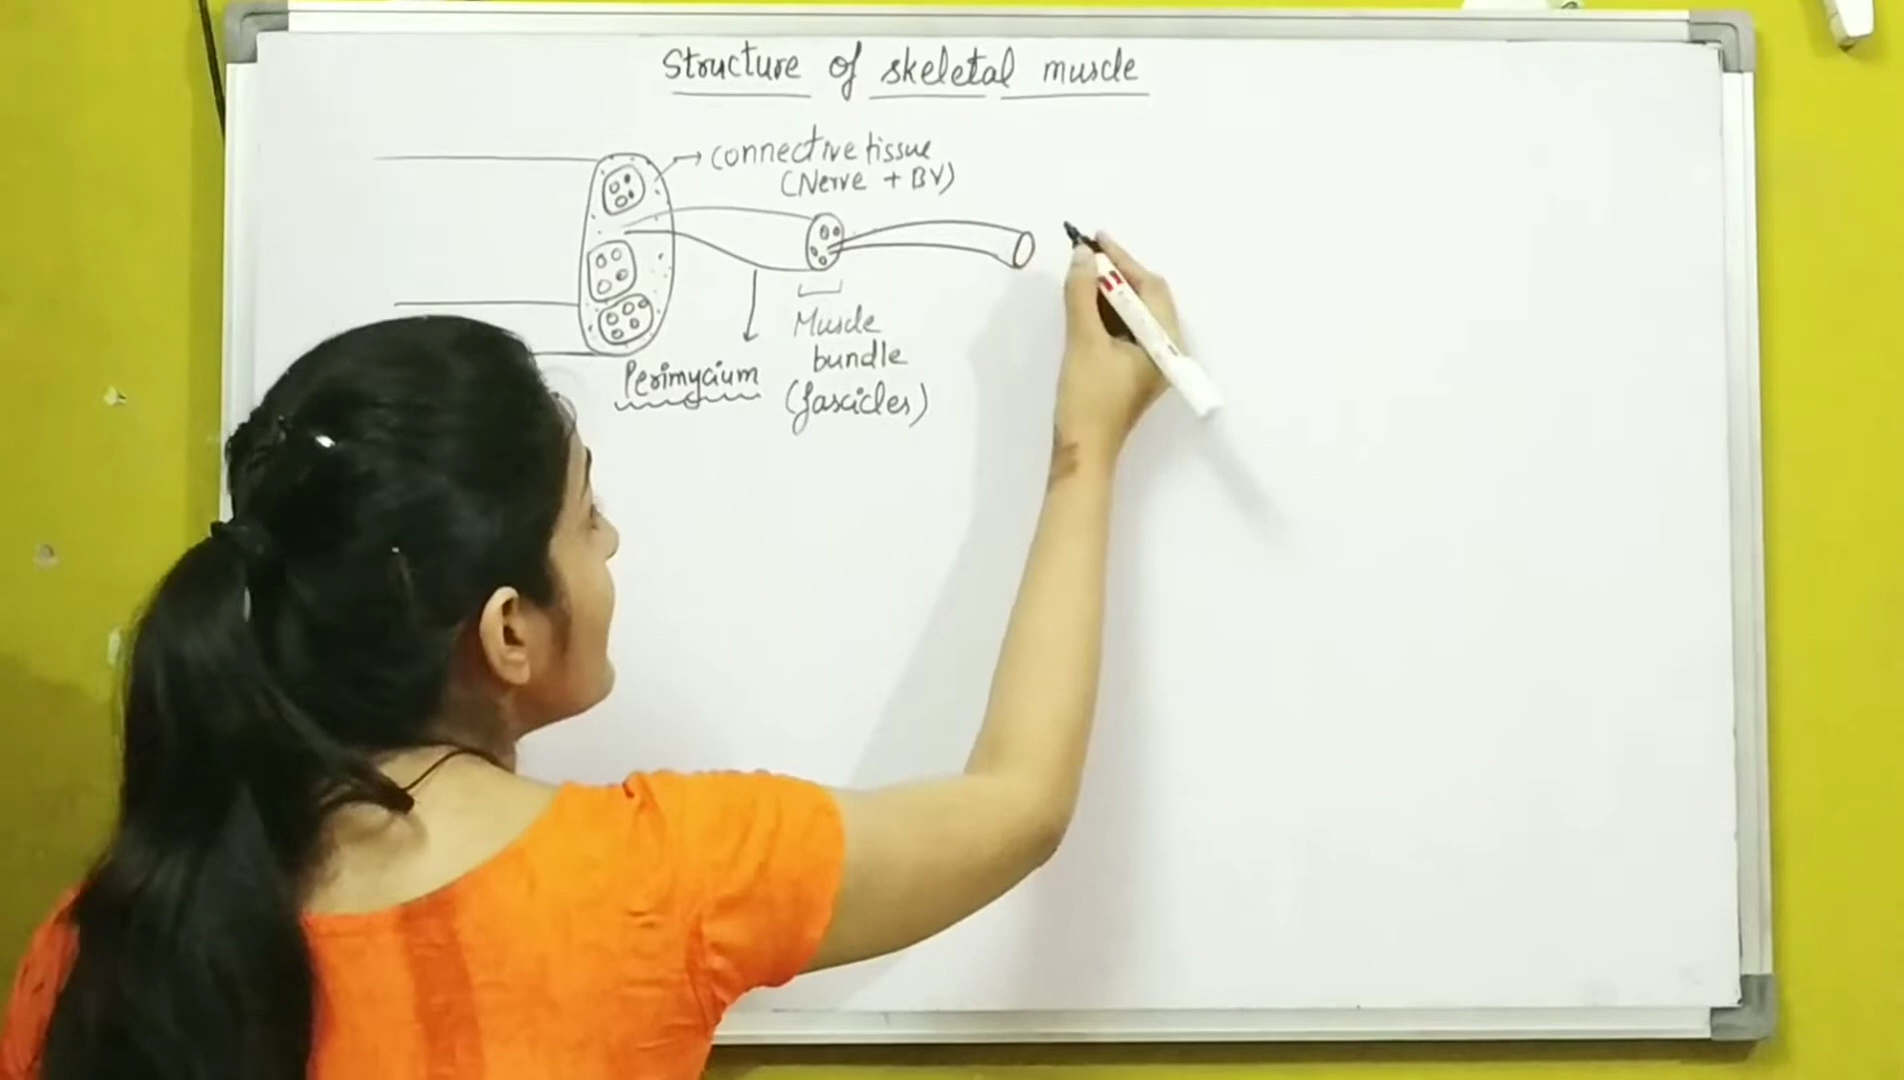 Structure of skeletal muscle
connective tissue
(Nerve + BV)
Muscle
bundle
(fascicles)
Perimycium